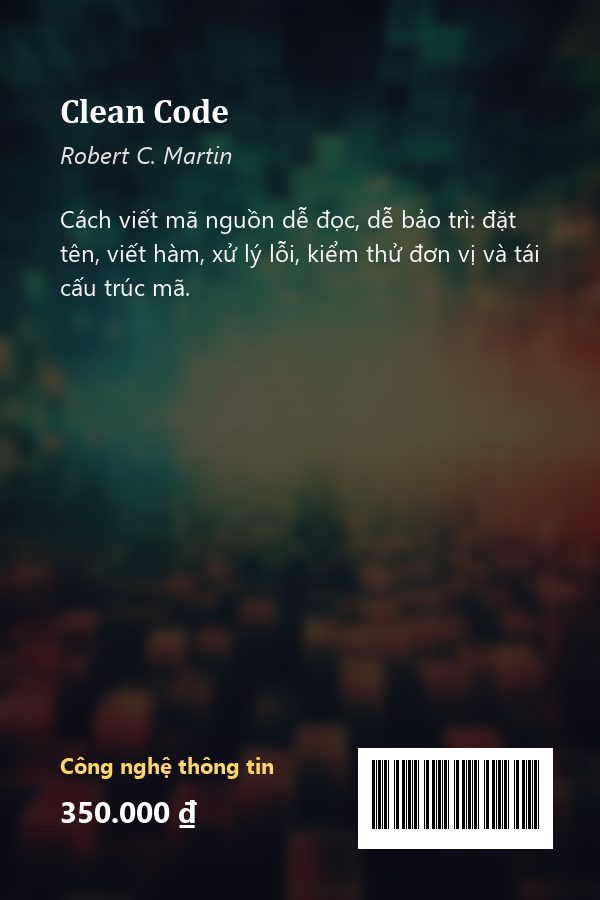 Clean Code
Robert C. Martin
Cách viết mã nguồn dễ đọc, dễ bảo trì: đặt
tên, viết hàm, xử lý lỗi, kiểm thử đơn vị và tái
cấu trúc mã.
Công nghệ thông tin
350.000 ₫